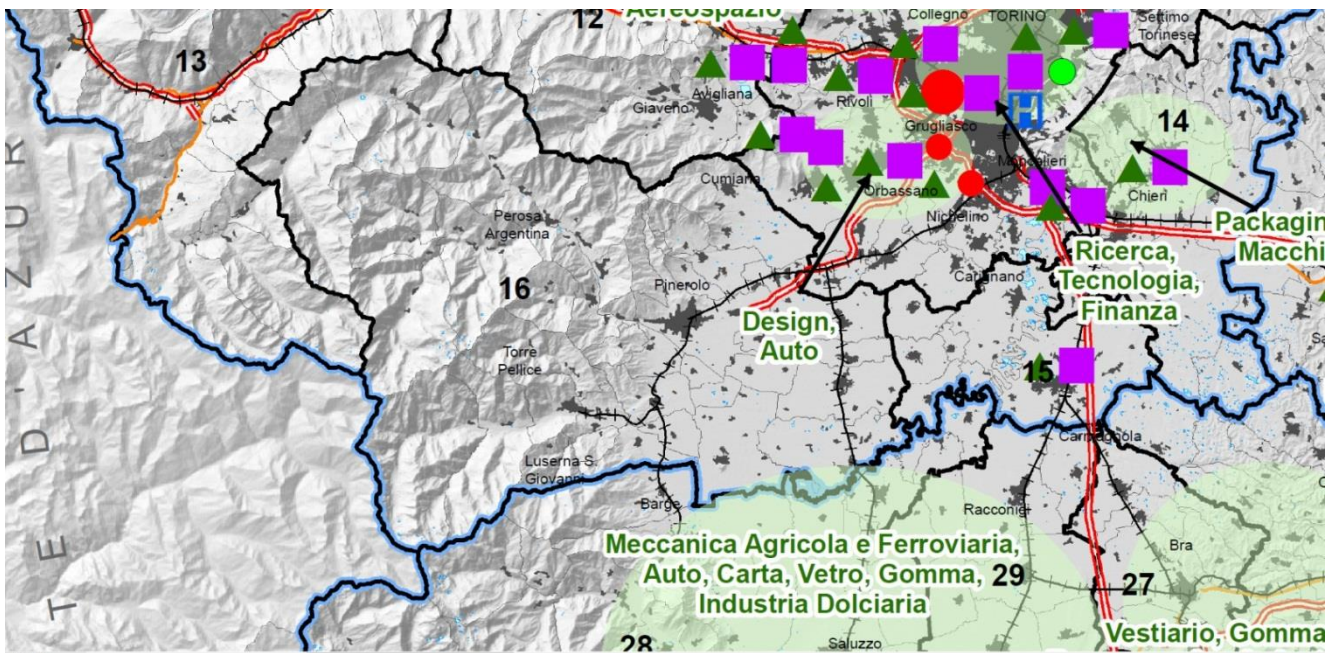 Aereospazio
12
Collegno
TORINO
Settimo
Torinese
13
Avigliana
Giaveno
Rivoli
Grugliasco
H
14
Moncalieri
Chieri
Cumiana
Orbassano
Nichelino
Packagin
Macchi
Perosa
Argentina
16
Pinerolo
Carignano
Ricerca,
Tecnologia,
Finanza
Design,
Auto
Torre
Pellice
15
Carmagnola
Luserna S.
Giovanni
Barge
Racconigi
Meccanica Agricola e Ferroviaria,
Auto, Carta, Vetro, Gomma,
Industria Dolciaria
29
27
Bra
28
Saluzzo
Vestiario, Gomma
T E D ' A Z U R